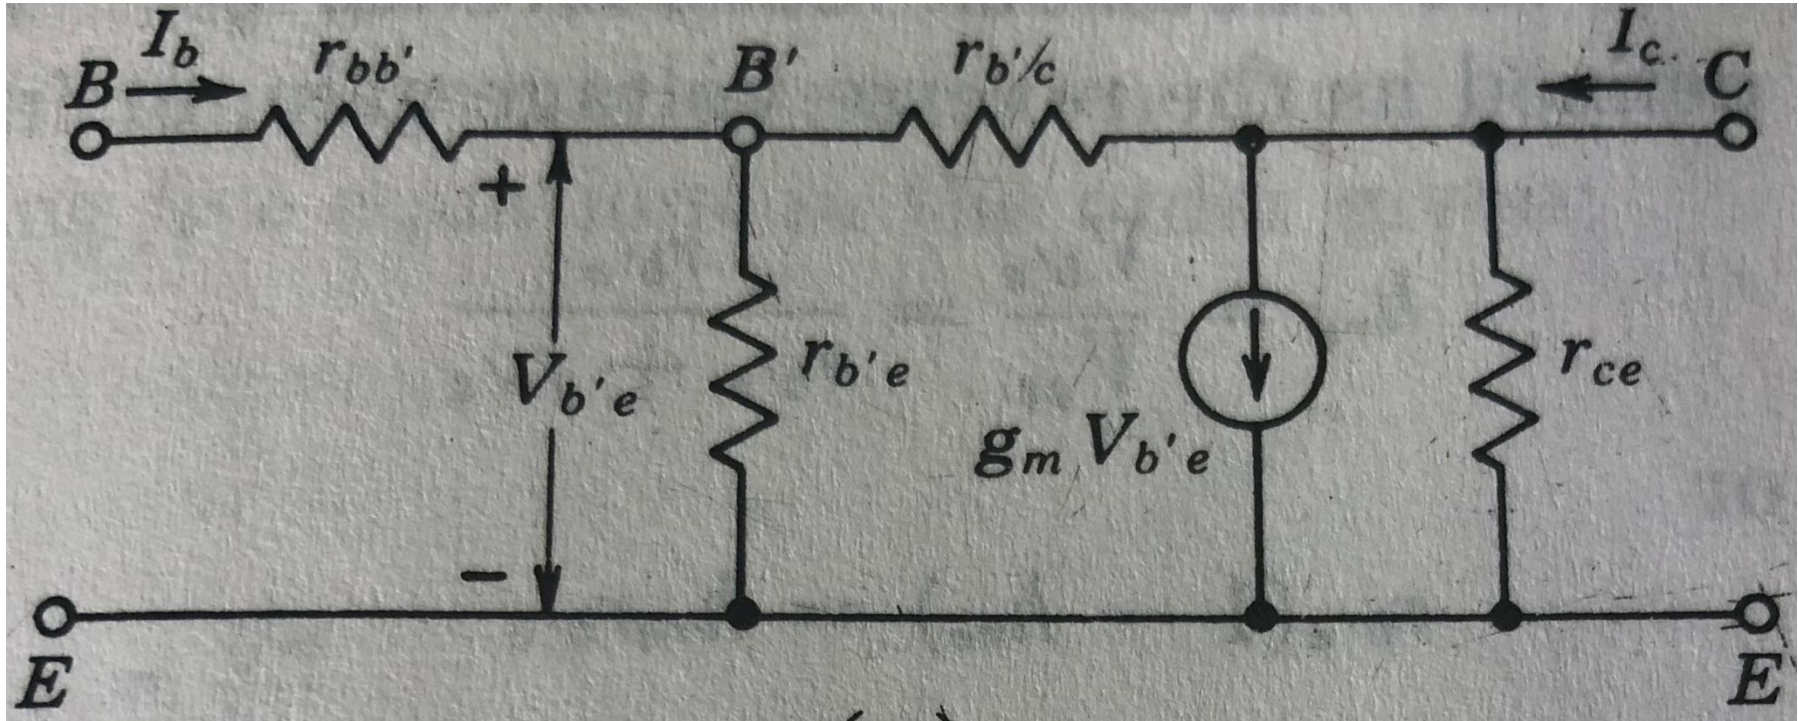 I_b r_bb' B' r_b'c I_c C
B
+
V_b'e r_b'e r_ce
g_m V_b'e
−
E E